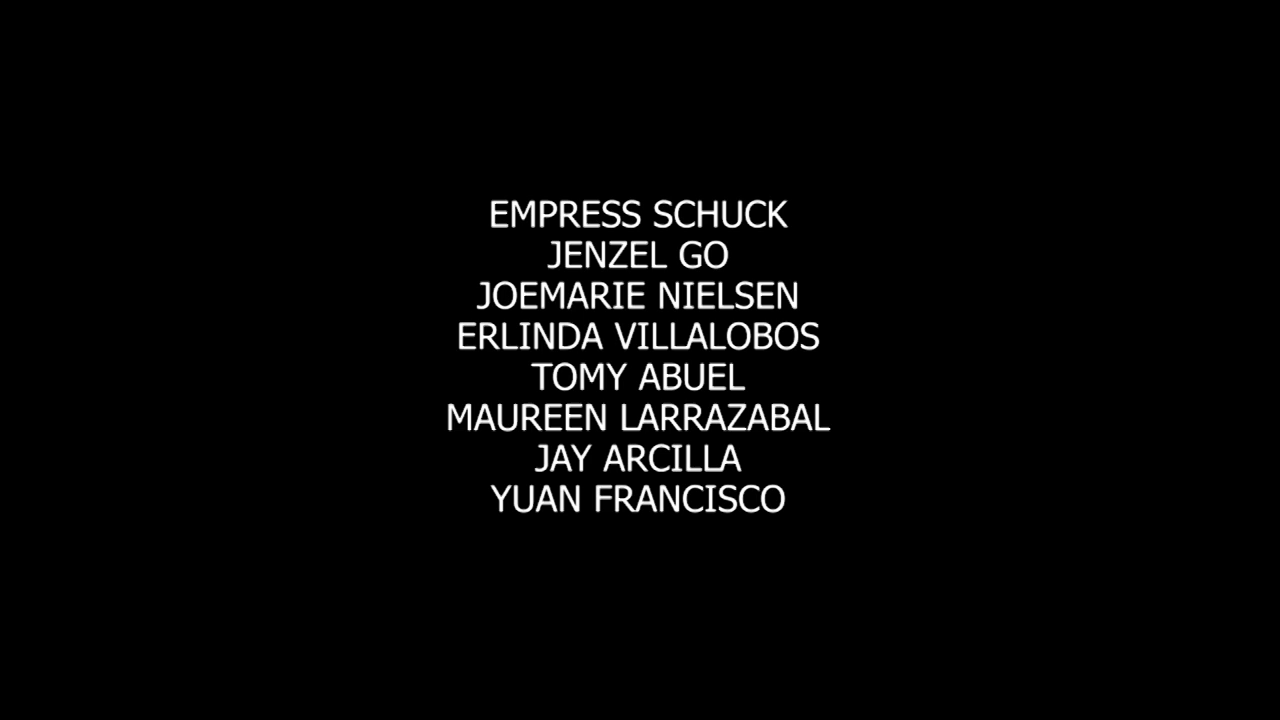 EMPRESS SCHUCK
JENZEL GO
JOEMARIE NIELSEN
ERLINDA VILLALOBOS
TOMY ABUEL
MAUREEN LARRAZABAL
JAY ARCILLA
YUAN FRANCISCO